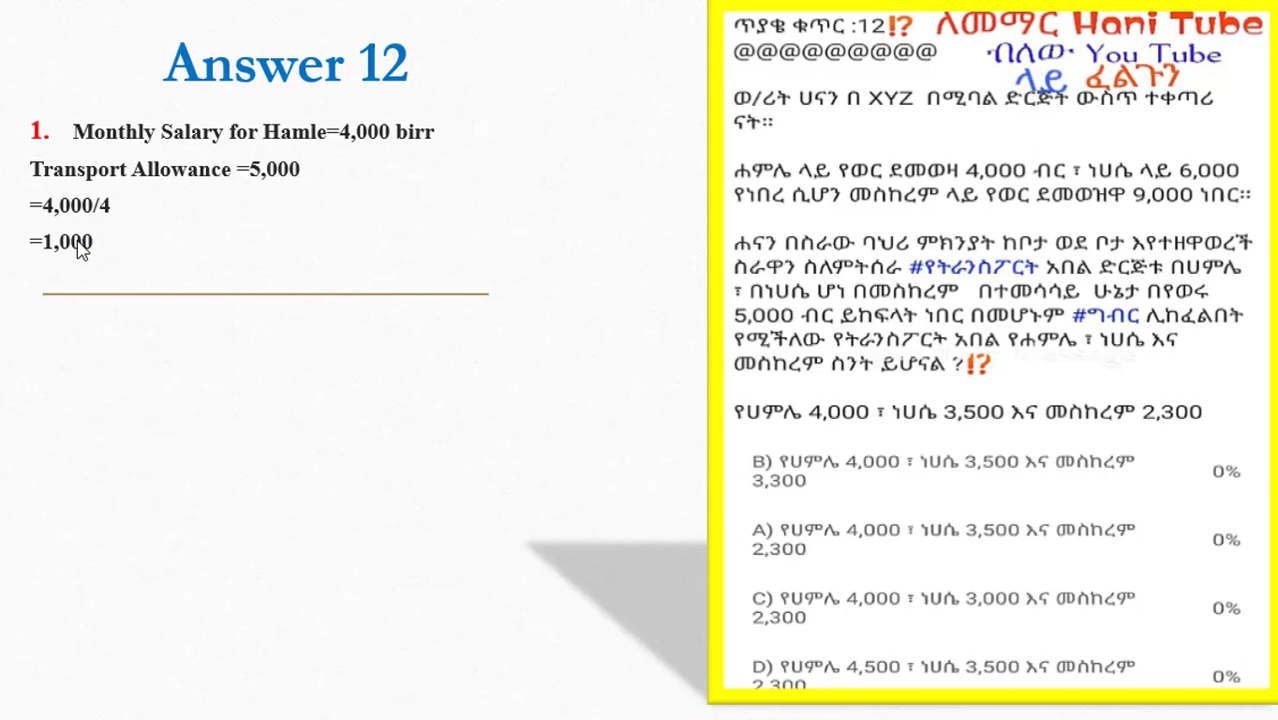 Answer 12
1. Monthly Salary for Hamle=4,000 birr
Transport Allowance =5,000
=4,000/4
=1,000
ጥያቄ ቁጥር :12⁉️ ለመማር Hani Tube
@@@@@@@@@ ብለው You Tube
ላይ ፈልጉን
ወ/ሪት ሀናን በ XYZ በሚባል ድርጅት ውስጥ ተቀጣሪ
ናት።
ሐምሌ ላይ የወር ደመወዛ 4,000 ብር ፣ ነሀሴ ላይ 6,000
የነበረ ሲሆን መስከረም ላይ የወር ደመወዝዋ 9,000 ነበር።
ሐናን በስራው ባህሪ ምክንያት ከቦታ ወደ ቦታ እየተዘዋወረች
ስራዋን ስለምትሰራ #የትራንስፖርት አበል ድርጅቱ በሀምሌ
፣ በነሀሴ ሆነ በመስከረም በተመሳሳይ ሁኔታ በየወሩ
5,000 ብር ይከፍላት ነበር በመሆኑም #ግብር ሊከፈልበት
የሚችለው የትራንስፖርት አበል የሐምሌ ፣ ነሀሴ እና
መስከረም ስንት ይሆናል ?⁉️
የሀምሌ 4,000 ፣ ነሀሴ 3,500 እና መስከረም 2,300
B) የሀምሌ 4,000 ፣ ነሀሴ 3,500 እና መስከረም
3,300
0%
A) የሀምሌ 4,000 ፣ ነሀሴ 3,500 እና መስከረም
2,300
0%
C) የሀምሌ 4,000 ፣ ነሀሴ 3,000 እና መስከረም
2,300
0%
D) የሀምሌ 4,500 ፣ ነሀሴ 3,500 እና መስከረም
2,300
0%